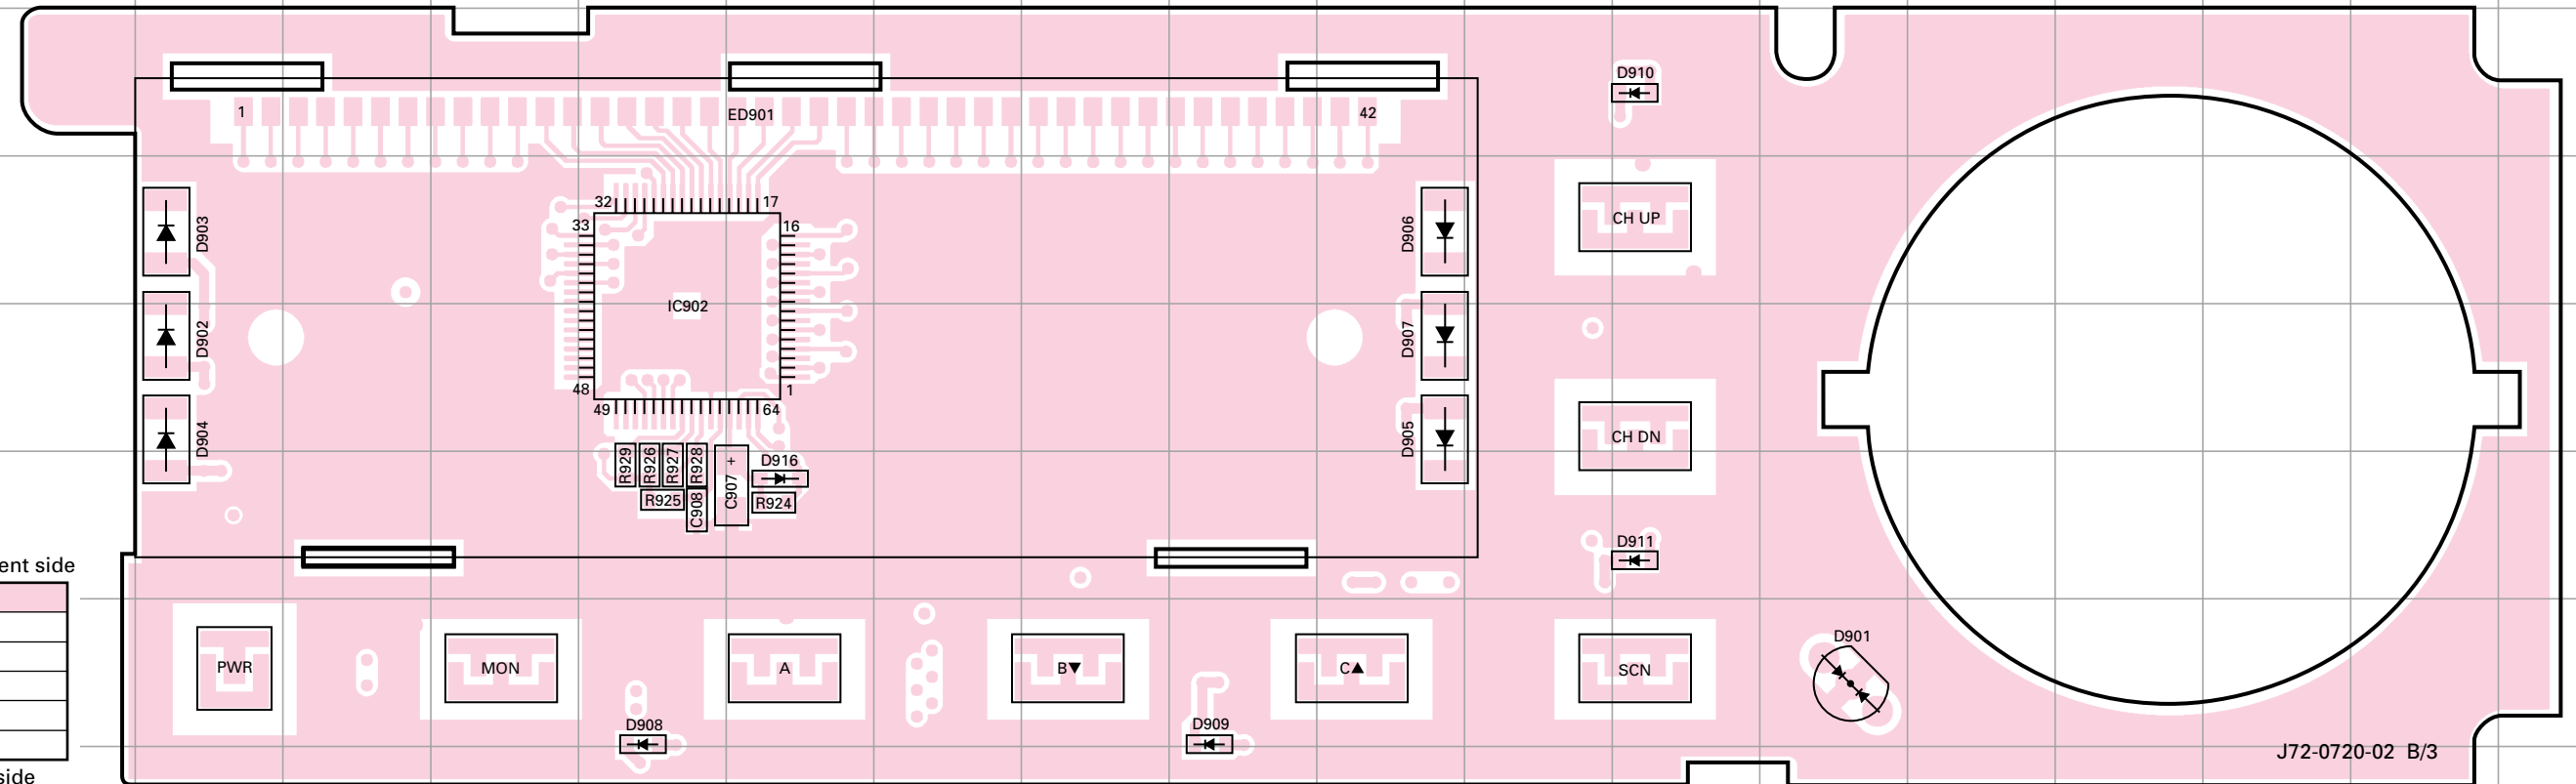 D910
1
ED901
42
32
17
33
16
CH UP
D903
D906
IC902
D902
D907
48
1
49
64
D904
D905
CH DN
R929
R926
R927
R928
+
C907
D916
R925
C908
R924
D911
ent side
D901
PWR
MON
A
B▼
C▲
SCN
D908
D909
J72-0720-02 B/3
side